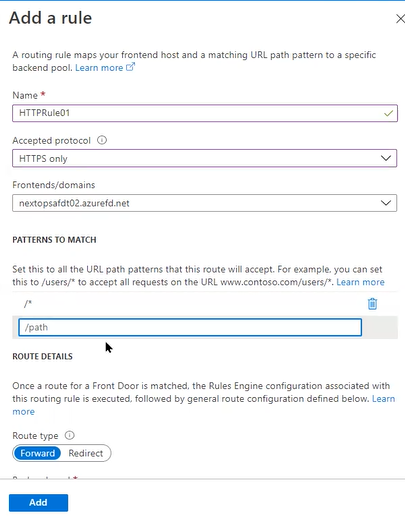 Add a rule
A routing rule maps your frontend host and a matching URL path pattern to a specific
backend pool. Learn more
Name *
HTTPRule01
Accepted protocol
HTTPS only
Frontends/domains
nextopsafdt02.azurefd.net
PATTERNS TO MATCH
Set this to all the URL path patterns that this route will accept. For example, you can set
this to /users/* to accept all requests on the URL www.contoso.com/users/*. Learn more
/*
/path
ROUTE DETAILS
Once a route for a Front Door is matched, the Rules Engine configuration associated with
this routing rule is executed, followed by general route configuration defined below. Learn
more
Route type
Forward Redirect
Add